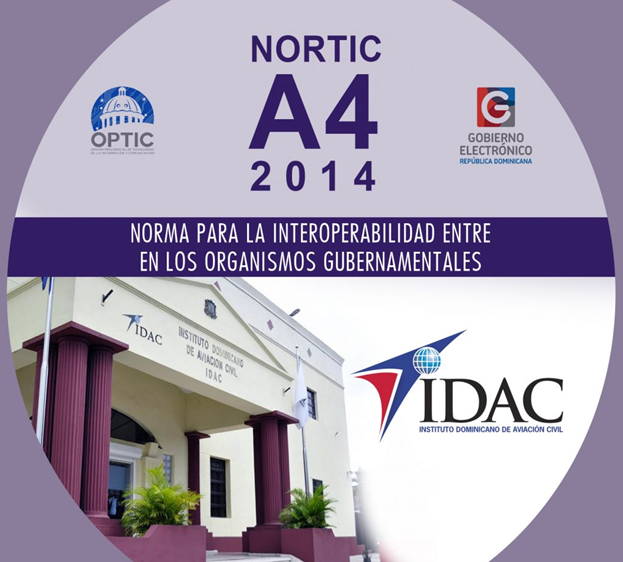 NORTIC
A4
2014
OPTIC
GOBIERNO
ELECTRÓNICO
REPÚBLICA DOMINICANA
NORMA PARA LA INTEROPERABILIDAD ENTRE
EN LOS ORGANISMOS GUBERNAMENTALES
IDAC
INSTITUTO DOMINICANO
DE AVIACION CIVIL
IDAC
IDAC
INSTITUTO DOMINICANO DE AVIACIÓN CIVIL